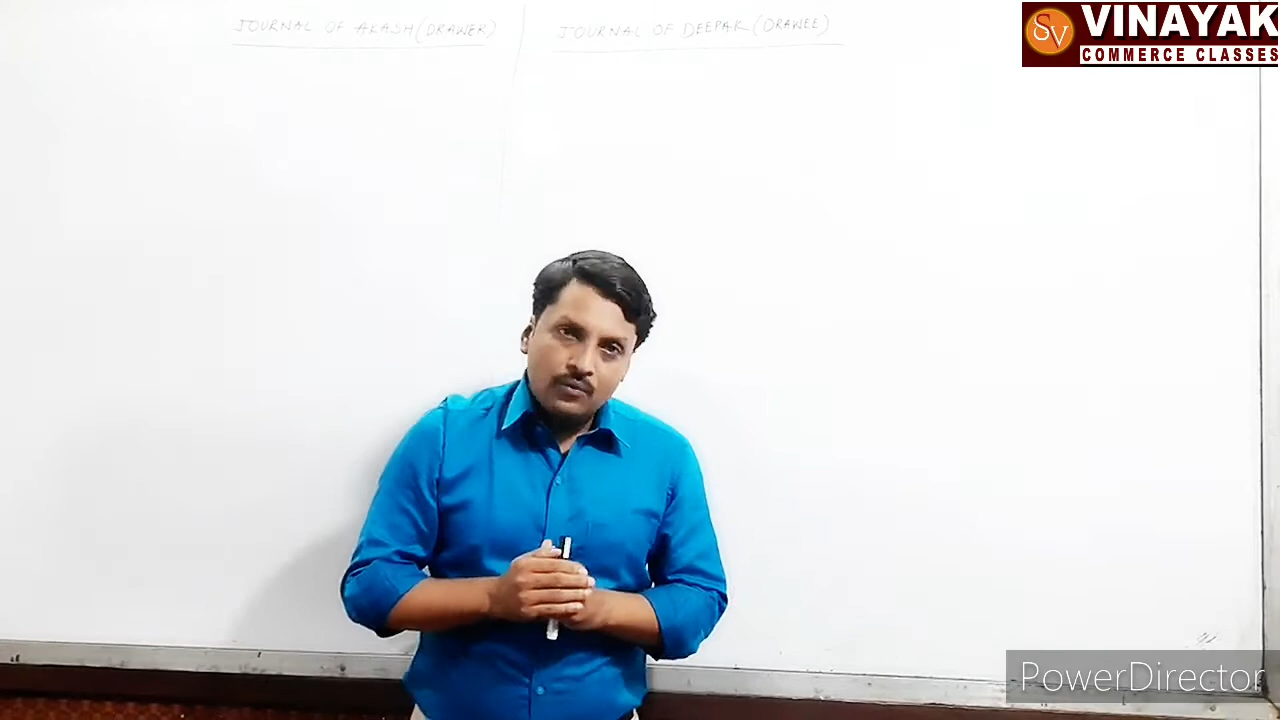 JOURNAL OF AKASH (DRAWER)
JOURNAL OF DEEPAK (DRAWEE)
SV
VINAYAK
COMMERCE CLASSES
PowerDirector